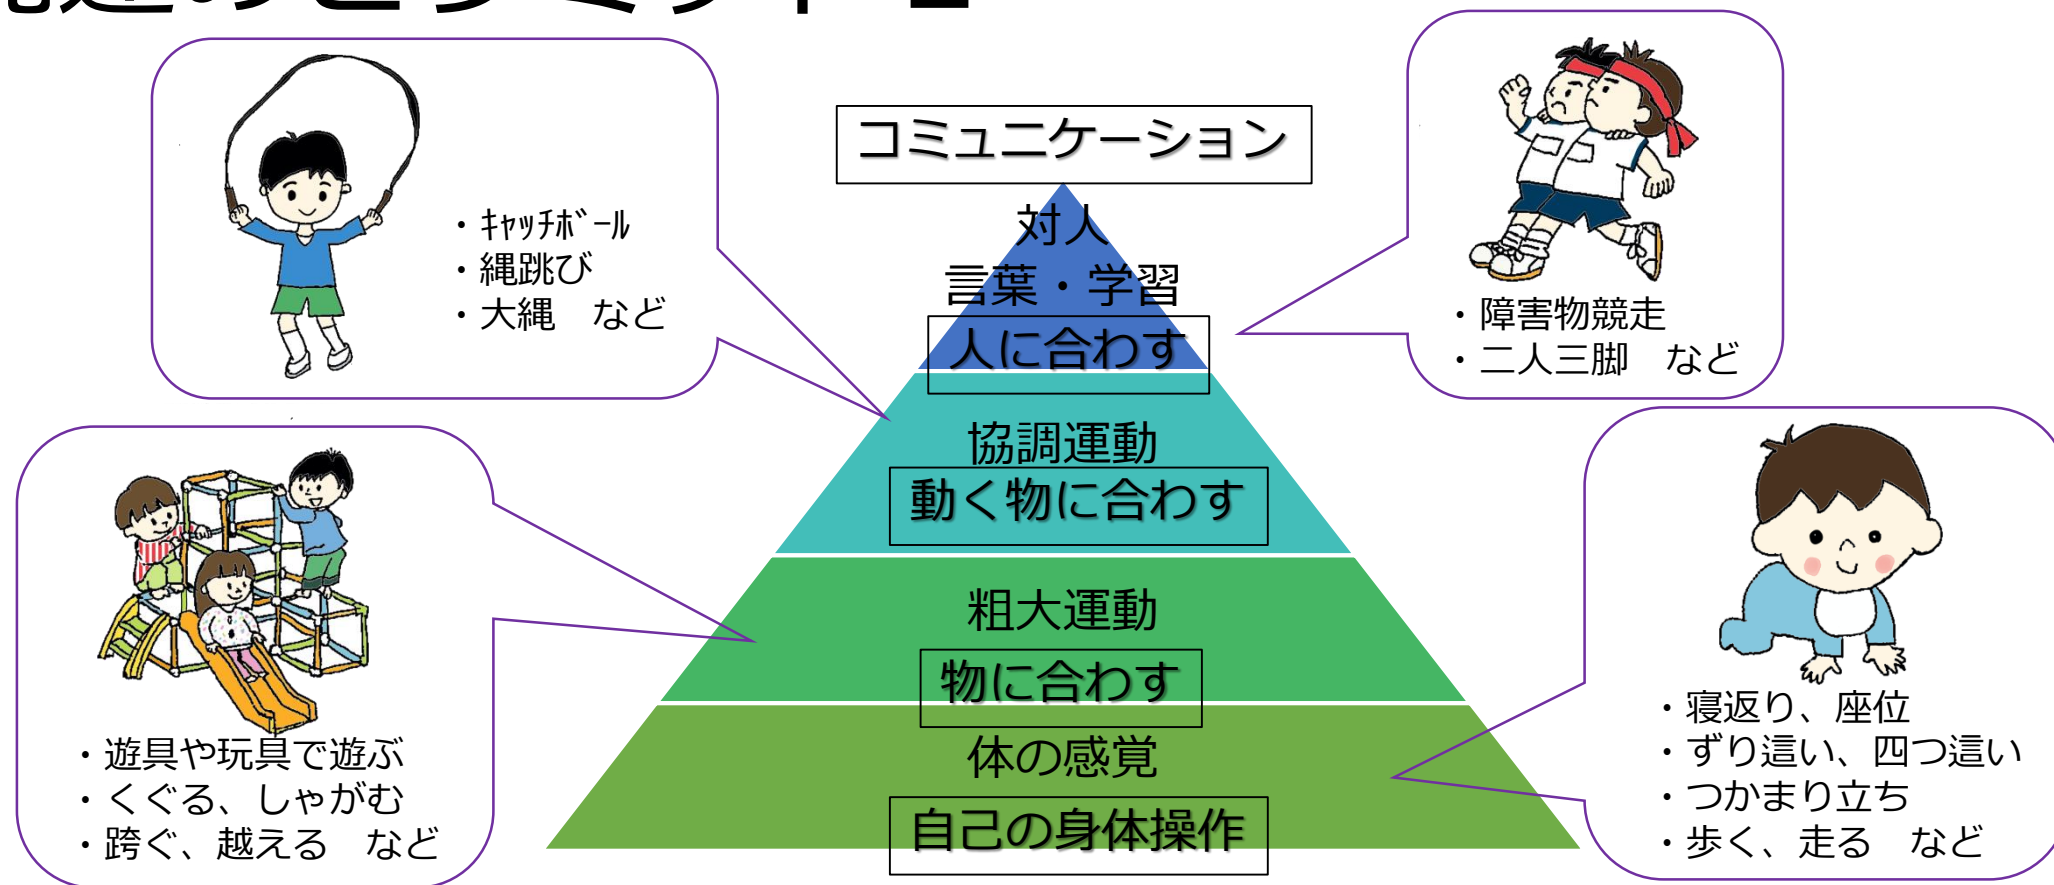 ・ｷｬｯﾁﾎﾞｰﾙ
・縄跳び
・大縄　など
コミュニケーション
対人
言葉・学習
人に合わす
・障害物競走
・二人三脚　など
協調運動
動く物に合わす
粗大運動
物に合わす
・遊具や玩具で遊ぶ
・くぐる、しゃがむ
・跨ぐ、越える　など
体の感覚
自己の身体操作
・寝返り、座位
・ずり這い、四つ這い
・つかまり立ち
・歩く、走る　など